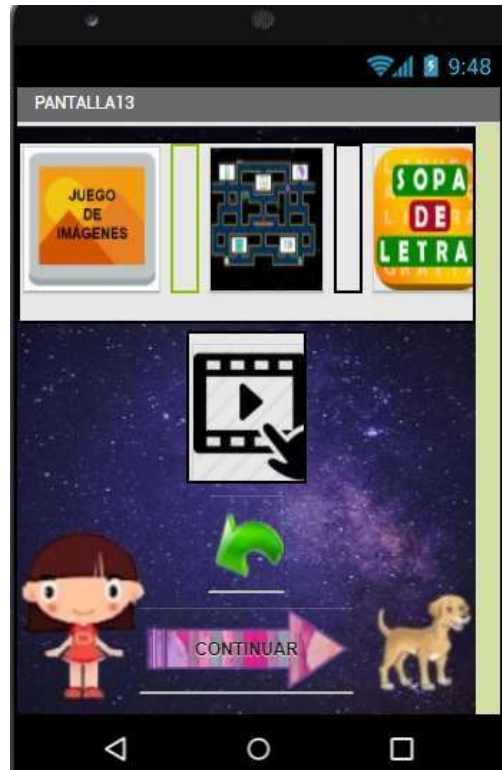 9:48
PANTALLA13
JUEGO
DE
IMÁGENES
SOPA
DE
LETRA
CONTINUAR